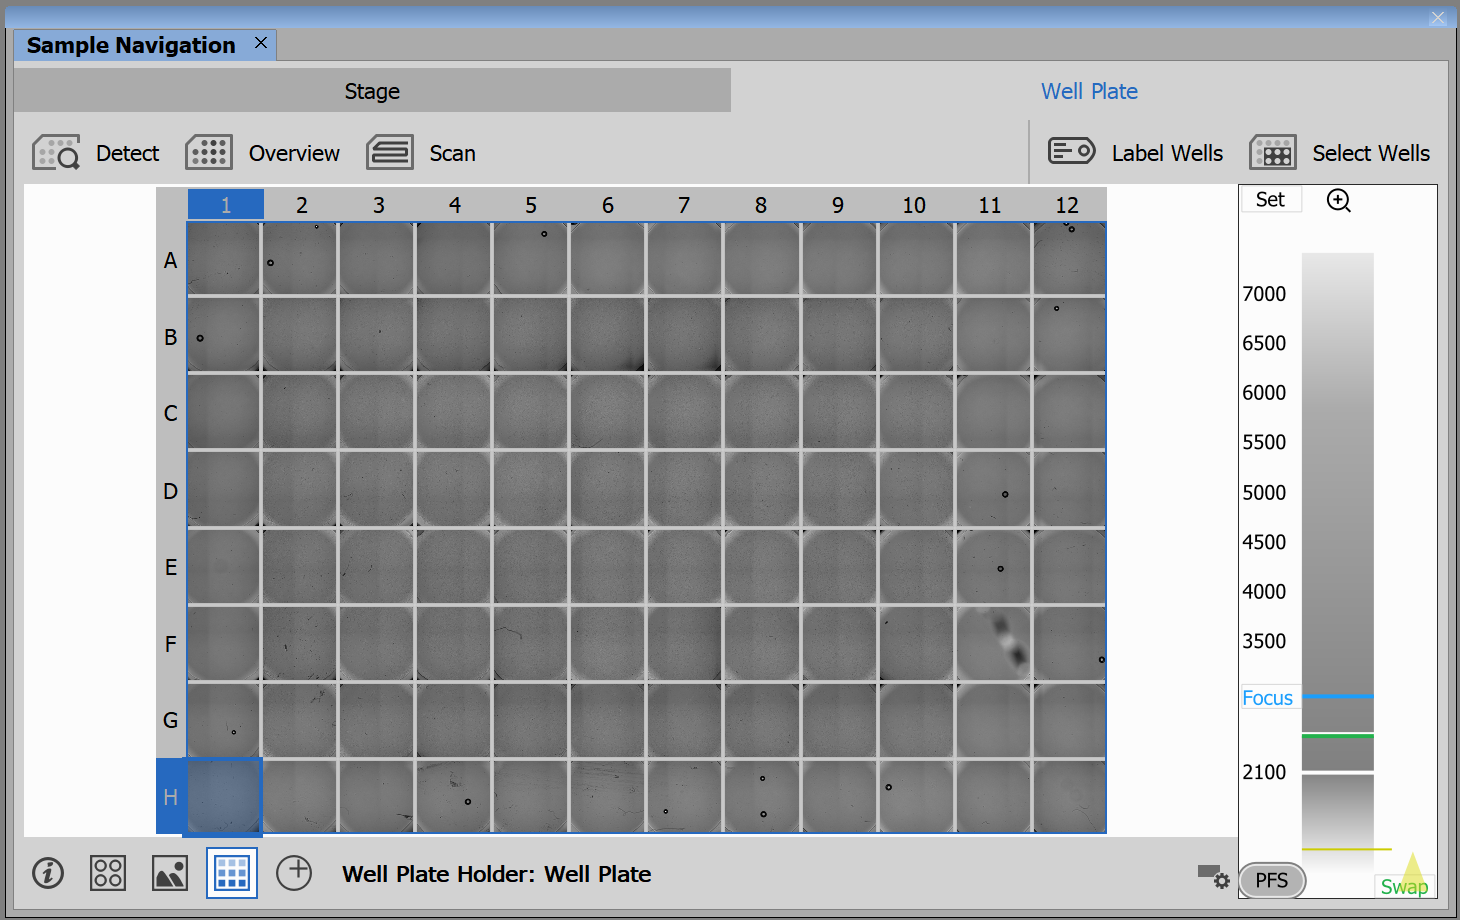 Sample Navigation
Stage
Well Plate
Detect
Overview
Scan
Label Wells
Select Wells
1 2 3 4 5 6 7 8 9 10 11 12
A
B
C
D
E
F
G
H
Set
7000
6500
6000
5500
5000
4500
4000
3500
Focus
2100
Well Plate Holder: Well Plate
PFS
Swap